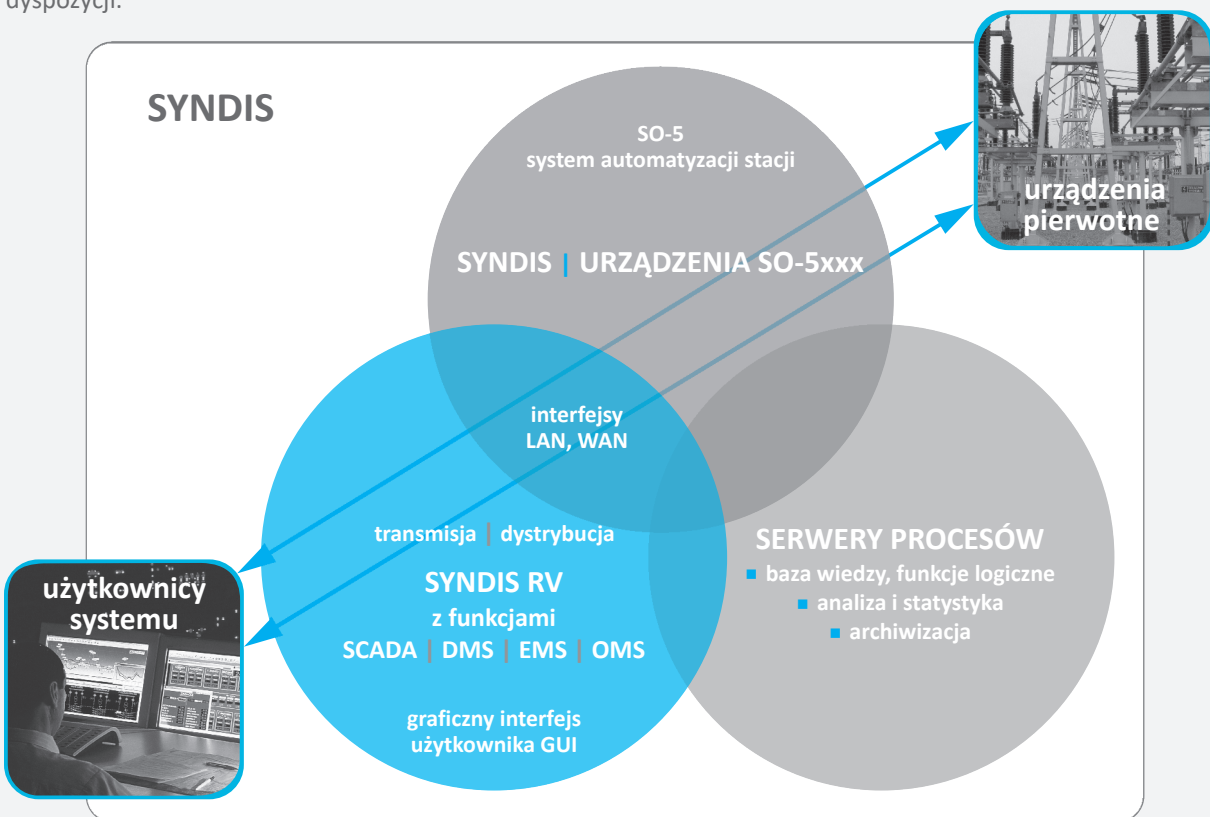 dyspozycji.
SYNDIS
SO-5
system automatyzacji stacji
urządzenia
pierwotne
SYNDIS | URZĄDZENIA SO-5xxx
interfejsy
LAN, WAN
transmisja | dystrybucja
SYNDIS RV
z funkcjami
SCADA | DMS | EMS | OMS
graficzny interfejs
użytkownika GUI
SERWERY PROCESÓW
■ baza wiedzy, funkcje logiczne
■ analiza i statystyka
■ archiwizacja
użytkownicy
systemu